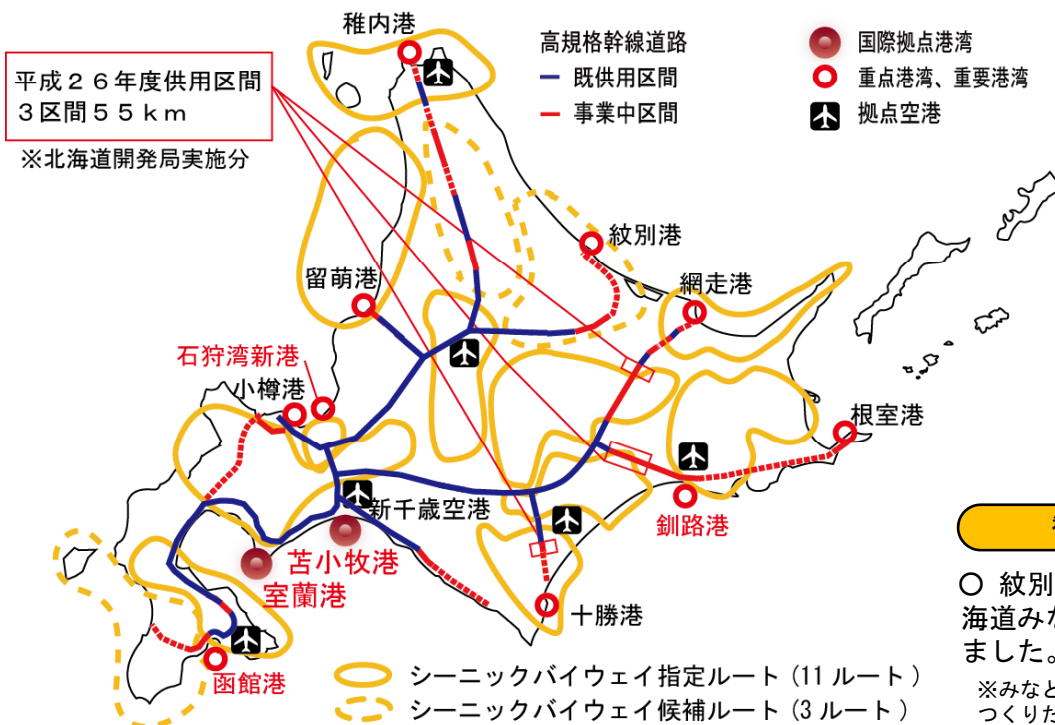 稚内港
高規格幹線道路
既供用区間
事業中区間
国際拠点港湾
重点港湾、重要港湾
拠点空港
平成２６年度供用区間
３区間５５ｋｍ
※北海道開発局実施分
紋別港
網走港
留萌港
石狩湾新港
小樽港
根室港
新千歳空港
釧路港
苫小牧港
室蘭港
十勝港
函館港
シーニックバイウェイ指定ルート (11 ルート )
シーニックバイウェイ候補ルート (3 ルート )
○ 紋別
海道みな
ました。
※みなと
つくりた